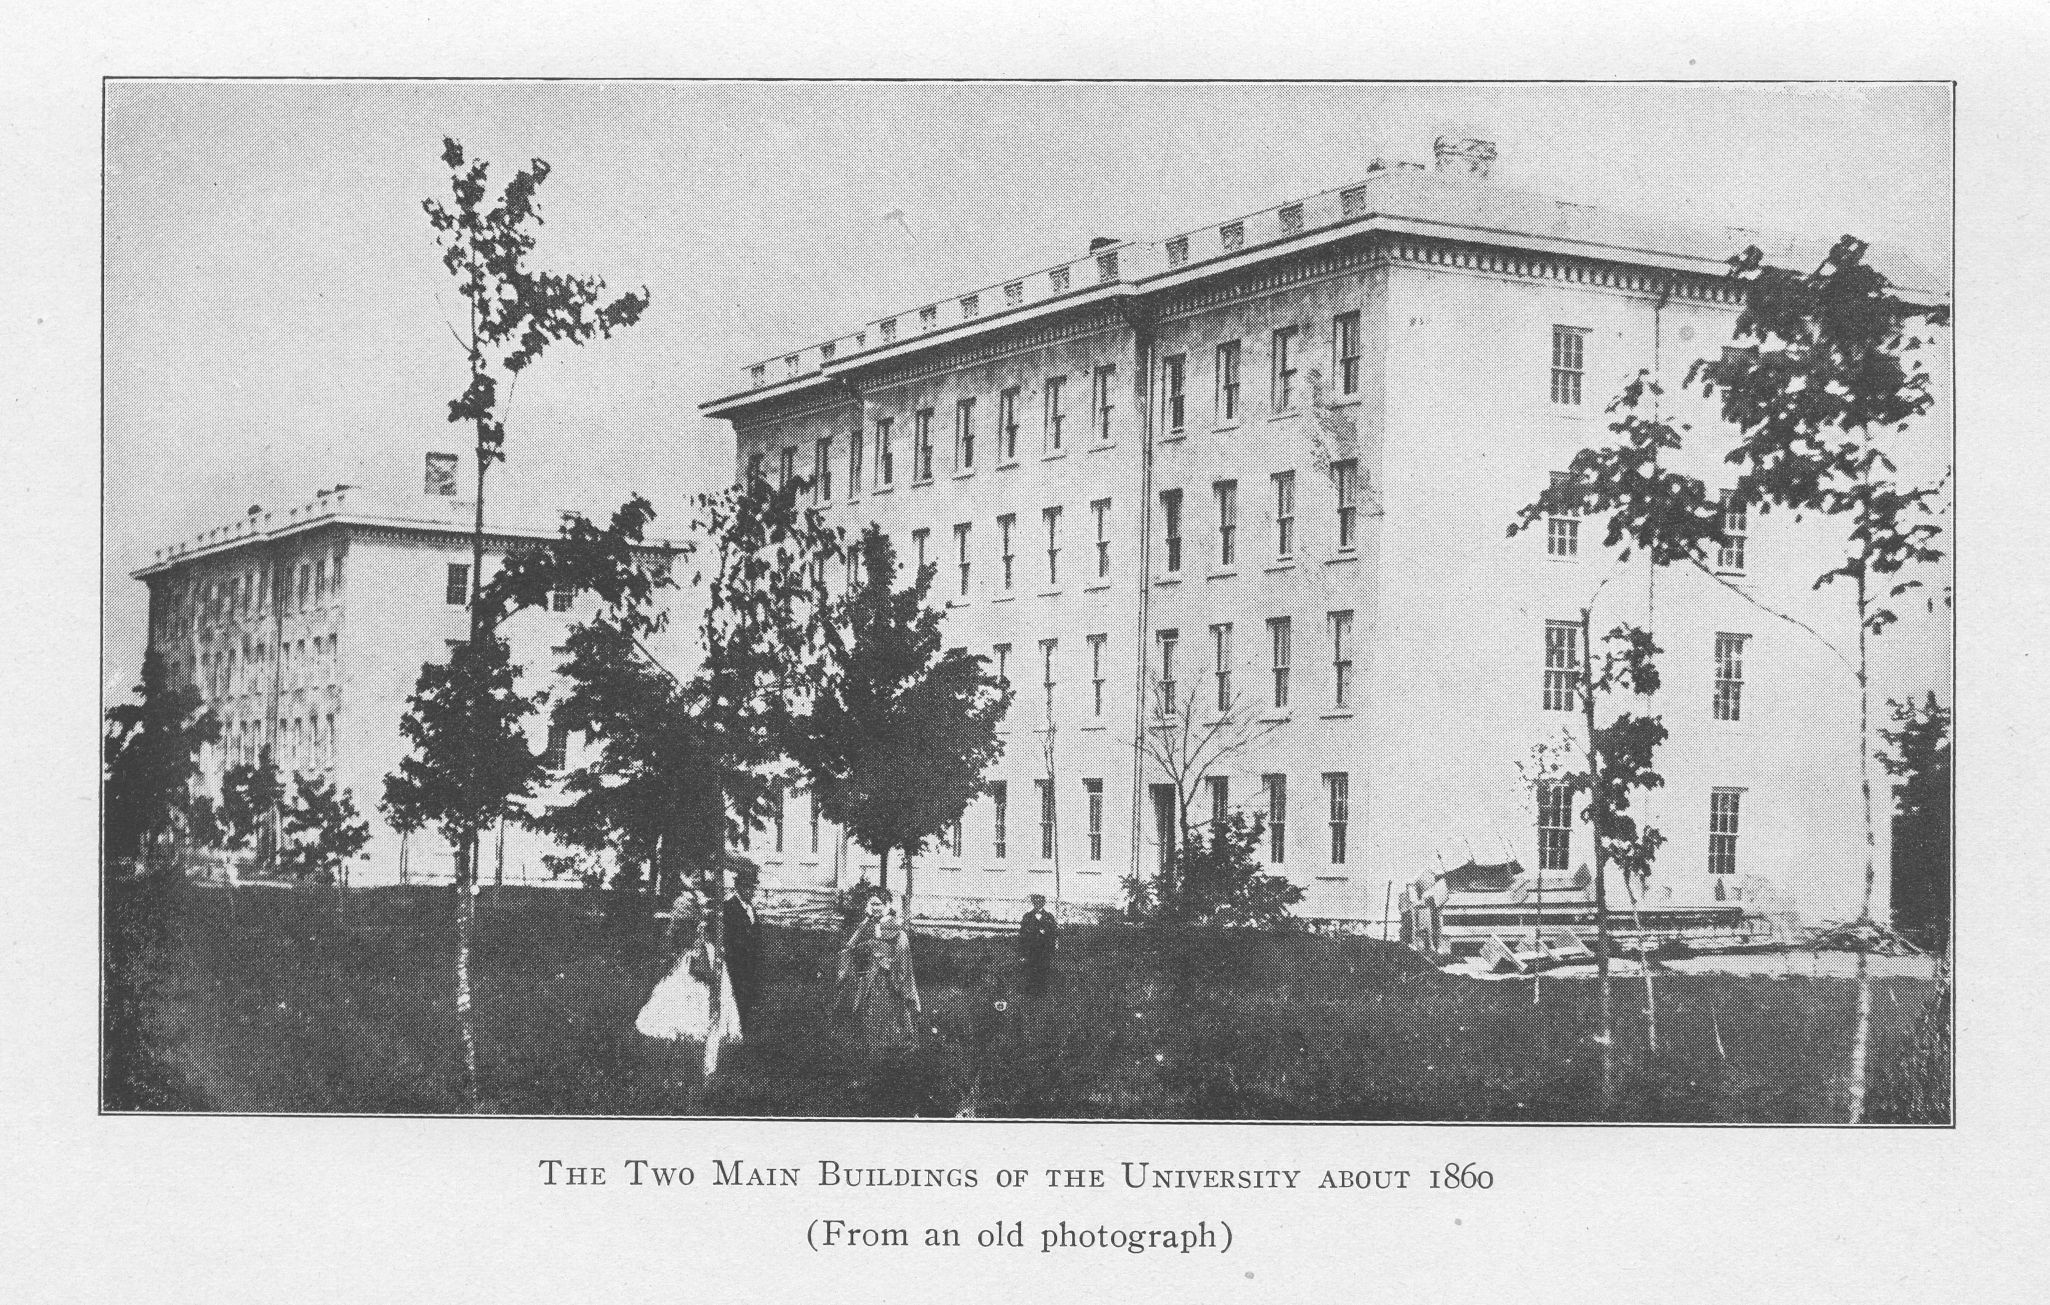 The Two Main Buildings of the University about 1860
(From an old photograph)